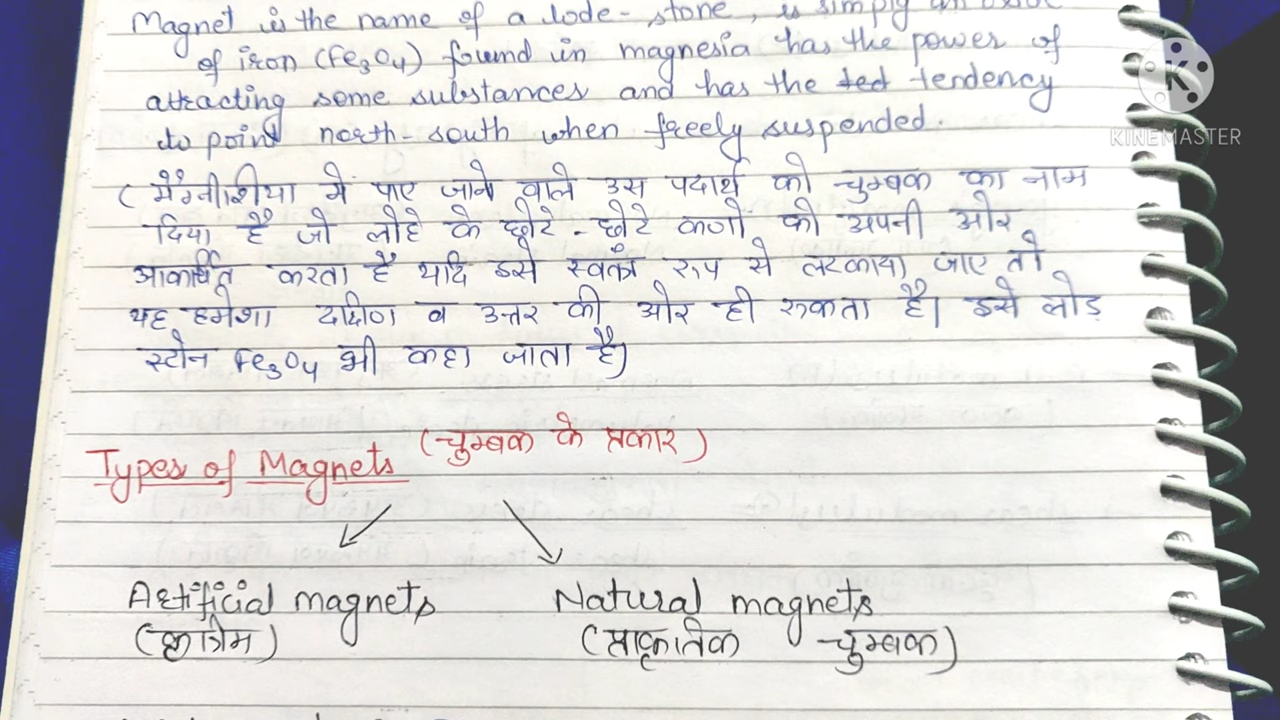 Magnet is the name of a lode-stone, is simply an
of iron (Fe3O4) found in magnesia has the power of
attracting some substances and has the ted tendency
to point north-south when freely suspended.
(मैग्नीशिया में पाए जाने वाले उस पदार्थ को चुम्बक का नाम
दिया है जो लोहे के छोटे-छोटे कणों को अपनी ओर
आकर्षित करता है यदि इसे स्वतंत्र रूप से लटकाया जाए तो
यह हमेशा दक्षिण व उत्तर की ओर ही रुकता है। इसे लोड़
स्टोन Fe3O4 भी कहा जाता है)
Types of Magnets (चुम्बक के प्रकार)
Artificial magnets
(कृत्रिम)
Natural magnets
(प्राकृतिक चुम्बक)
K
KINEMASTER